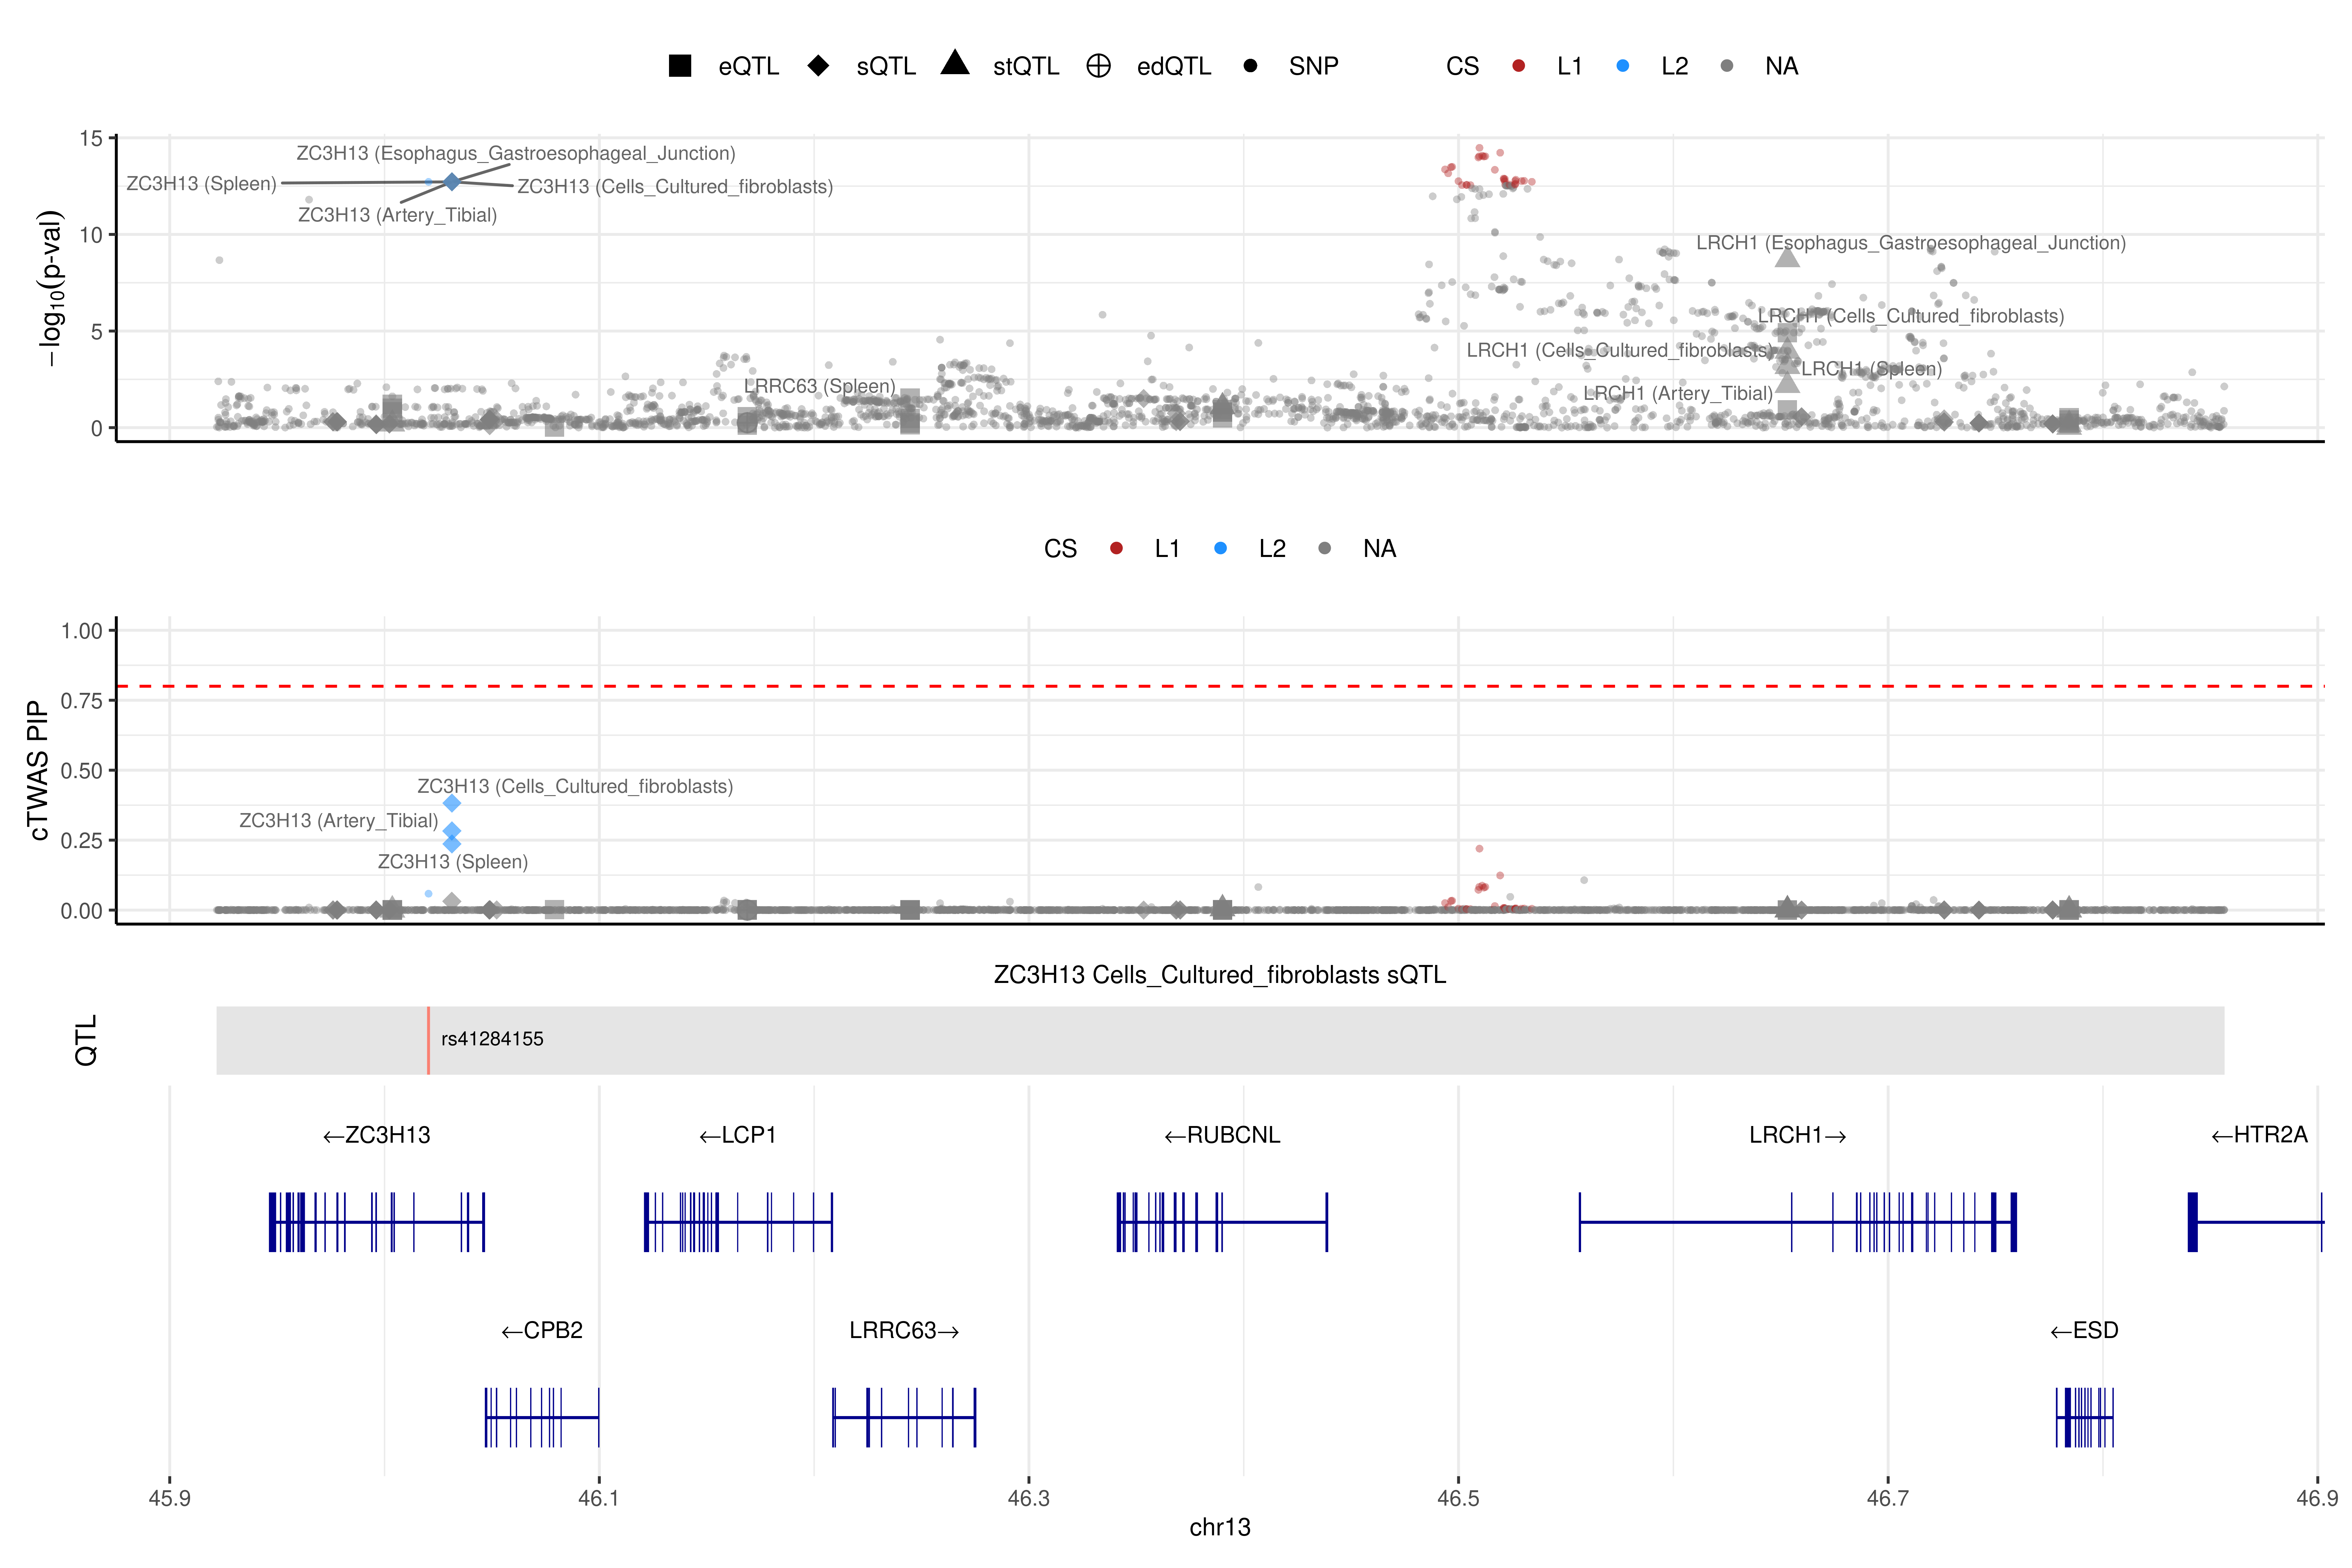 eQTL sQTL stQTL edQTL SNP CS L1 L2 NA
15
10
5
0
−log10(p-val)
ZC3H13 (Esophagus_Gastroesophageal_Junction)
ZC3H13 (Spleen)
ZC3H13 (Cells_Cultured_fibroblasts)
ZC3H13 (Artery_Tibial)
LRCH1 (Esophagus_Gastroesophageal_Junction)
LRCH1 (Cells_Cultured_fibroblasts)
LRCH1 (Cells_Cultured_fibroblasts)
LRCH1 (Spleen)
LRRC63 (Spleen)
LRCH1 (Artery_Tibial)
CS L1 L2 NA
1.00
0.75
0.50
0.25
0.00
cTWAS PIP
ZC3H13 (Cells_Cultured_fibroblasts)
ZC3H13 (Artery_Tibial)
ZC3H13 (Spleen)
ZC3H13 Cells_Cultured_fibroblasts sQTL
QTL
rs41284155
←ZC3H13 ←LCP1 ←RUBCNL LRCH1→ ←HTR2A
←CPB2 LRRC63→ ←ESD
45.9 46.1 46.3 46.5 46.7 46.9
chr13